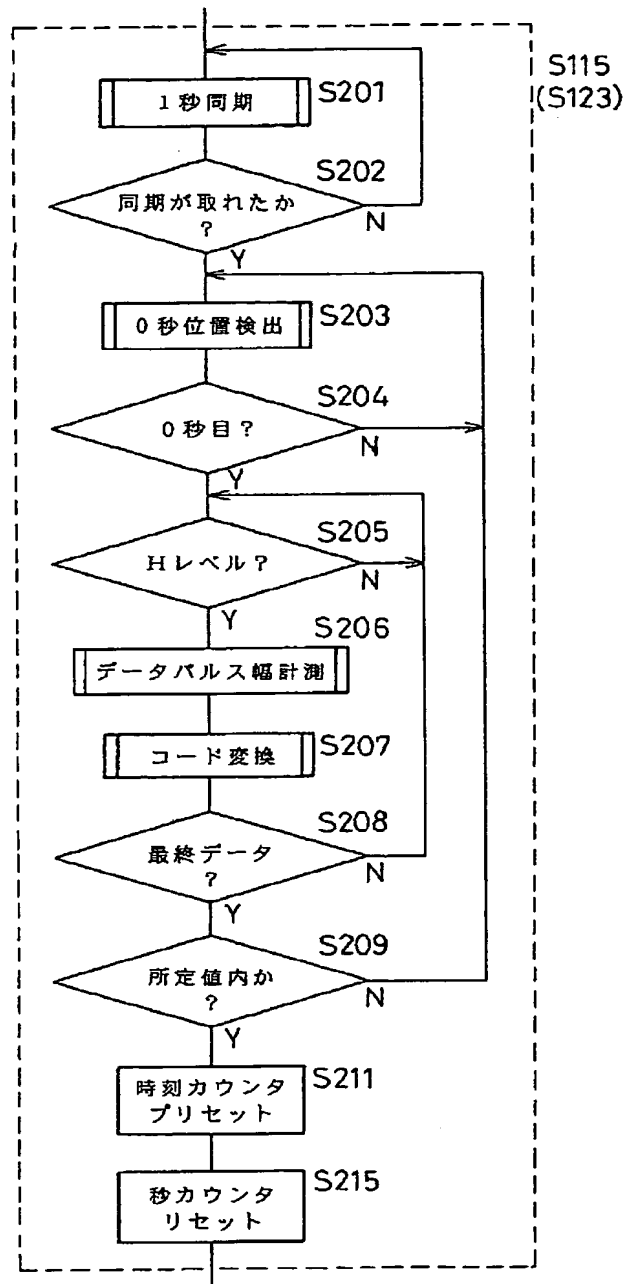 S115
(S123)
1秒同期
S201
S202
同期が取れたか
?
N
Y
0秒位置検出
S203
S204
0秒目?
N
Y
S205
Hレベル?
N
Y
S206
データパルス幅計測
コード変換
S207
S208
最終データ
?
N
Y
S209
所定値内か
?
N
Y
時刻カウンタ
プリセット
S211
秒カウンタ
リセット
S215